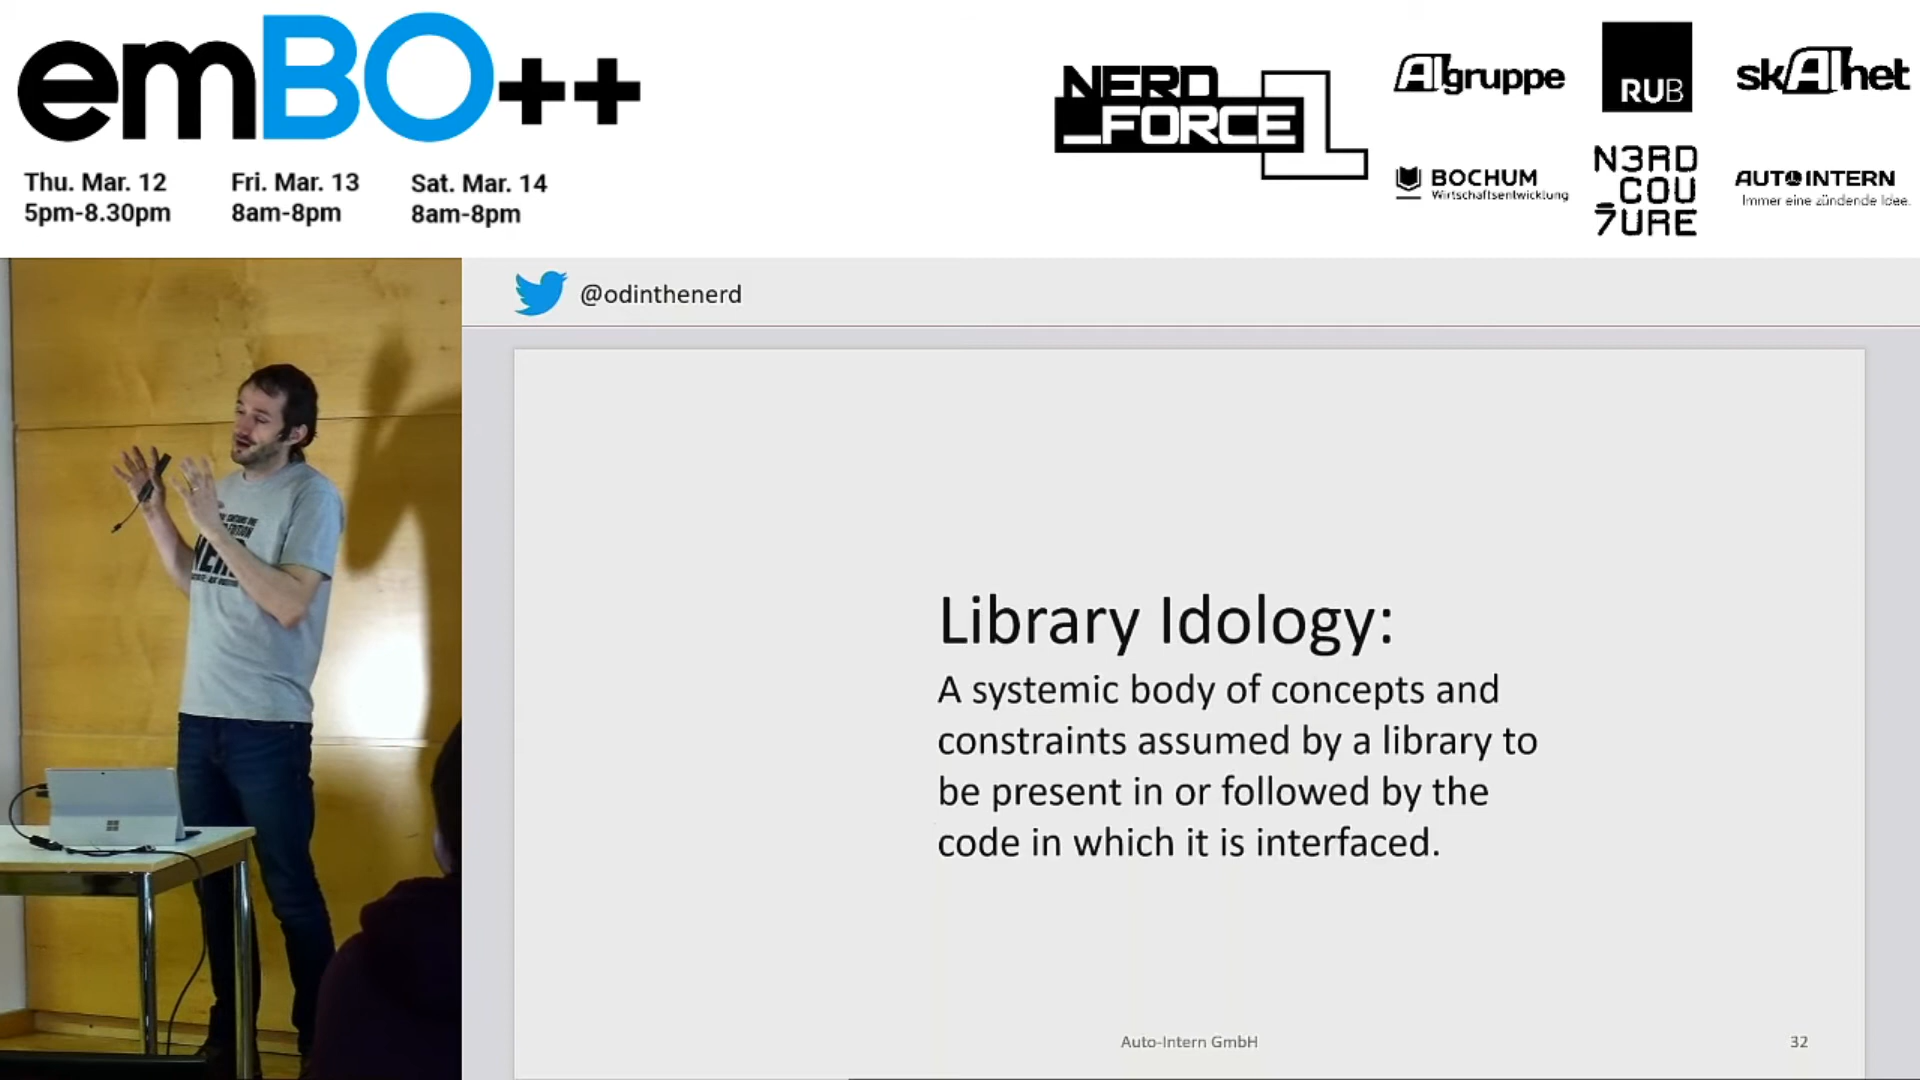 emBO++
Thu. Mar. 12
5pm-8.30pm
Fri. Mar. 13
8am-8pm
Sat. Mar. 14
8am-8pm
NERD
_FORCE
1
AIgruppe
RUB
skAInet
BOCHUM
Wirtschaftsentwicklung
N3RD
COU
7URE
AUTOINTERN
Immer eine zündende Idee.
@odinthenerd
Library Idology:
A systemic body of concepts and
constraints assumed by a library to
be present in or followed by the
code in which it is interfaced.
Auto-Intern GmbH
32